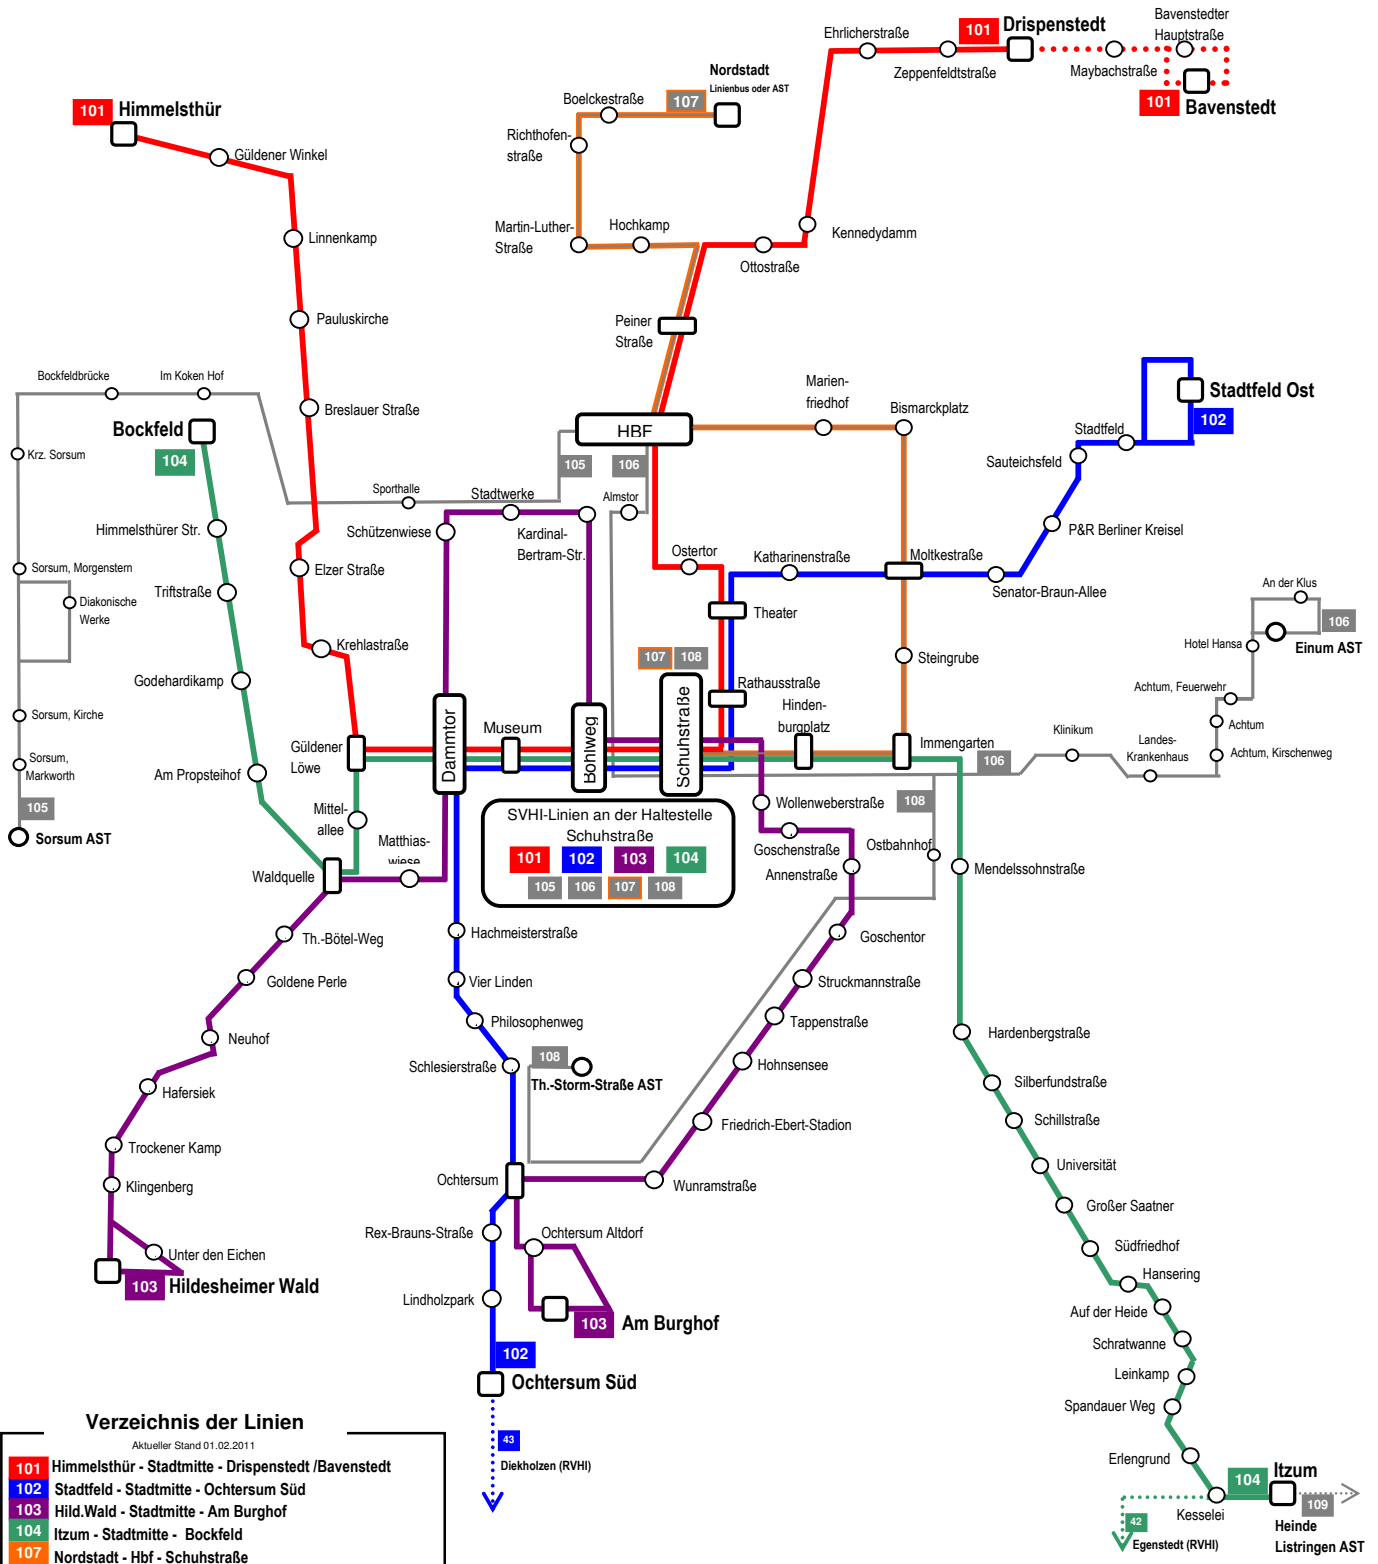 Bavenstedter
Hauptstraße
Ehrlicherstraße
101
Drispenstedt
Zeppenfeldtstraße
Maybachstraße
101
Bavenstedt
Nordstadt
Linienbus oder AST
107
Boelckestraße
Richthofen-
straße
101
Himmelsthür
Güldener Winkel
Martin-Luther-
Straße
Hochkamp
Kennedydamm
Ottostraße
Linnenkamp
Pauluskirche
Peiner
Straße
Bockfeldbrücke
Im Koken Hof
Marien-
friedhof
Bismarckplatz
Stadtfeld Ost
102
Breslauer Straße
Bockfeld
104
HBF
Stadtfeld
Krz. Sorsum
105
106
Sauteichsfeld
Sporthalle
Stadtwerke
Almstor
Schützenwiese
Kardinal-
Bertram-Str.
Himmelsthürer Str.
P&R Berliner Kreisel
Ostertor
Katharinenstraße
Moltkestraße
Sorsum, Morgenstern
Elzer Straße
Senator-Braun-Allee
An der Klus
Triftstraße
Diakonische
Werke
Theater
106
Krehlastraße
Hotel Hansa
Einum AST
107
108
Steingrube
Godehardikamp
Rathausstraße
Achtum, Feuerwehr
Sorsum, Kirche
Dammtor
Museum
Bohlweg
Schuhstraße
Hinden-
burgplatz
Achtum
Klinikum
Güldener
Löwe
Immengarten
Landes-
Krankenhaus
Achtum, Kirschenweg
Sorsum,
Markworth
Am Propsteihof
106
105
Mittel-
allee
Wollenweberstraße
108
Sorsum AST
Matthias-
wiese
SVHI-Linien an der Haltestelle
Schuhstraße
101
102
103
104
105
106
107
108
Goschenstraße
Ostbahnhof
Annenstraße
Waldquelle
Mendelssohnstraße
Th.-Bötel-Weg
Hachmeisterstraße
Goschentor
Goldene Perle
Vier Linden
Struckmannstraße
Philosophenweg
Tappenstraße
Neuhof
Hardenbergstraße
Schlesierstraße
108
Th.-Storm-Straße AST
Hohnsensee
Hafersiek
Silberfundstraße
Schillstraße
Friedrich-Ebert-Stadion
Trockener Kamp
Universität
Ochtersum
Klingenberg
Wunramstraße
Großer Saatner
Rex-Brauns-Straße
Ochtersum Altdorf
Unter den Eichen
Südfriedhof
103
Hildesheimer Wald
Hansering
Lindholzpark
Auf der Heide
103
Am Burghof
Schratwanne
102
Leinkamp
Ochtersum Süd
Spandauer Weg
43
Diekholzen (RVHI)
Erlengrund
Itzum
104
Kesselei
109
42
Egenstedt (RVHI)
Heinde
Listringen AST
Verzeichnis der Linien
Aktueller Stand 01.02.2011
101 Himmelsthür - Stadtmitte - Drispenstedt /Bavenstedt
102 Stadtfeld - Stadtmitte - Ochtersum Süd
103 Hild.Wald - Stadtmitte - Am Burghof
104 Itzum - Stadtmitte - Bockfeld
107 Nordstadt - Hbf - Schuhstraße